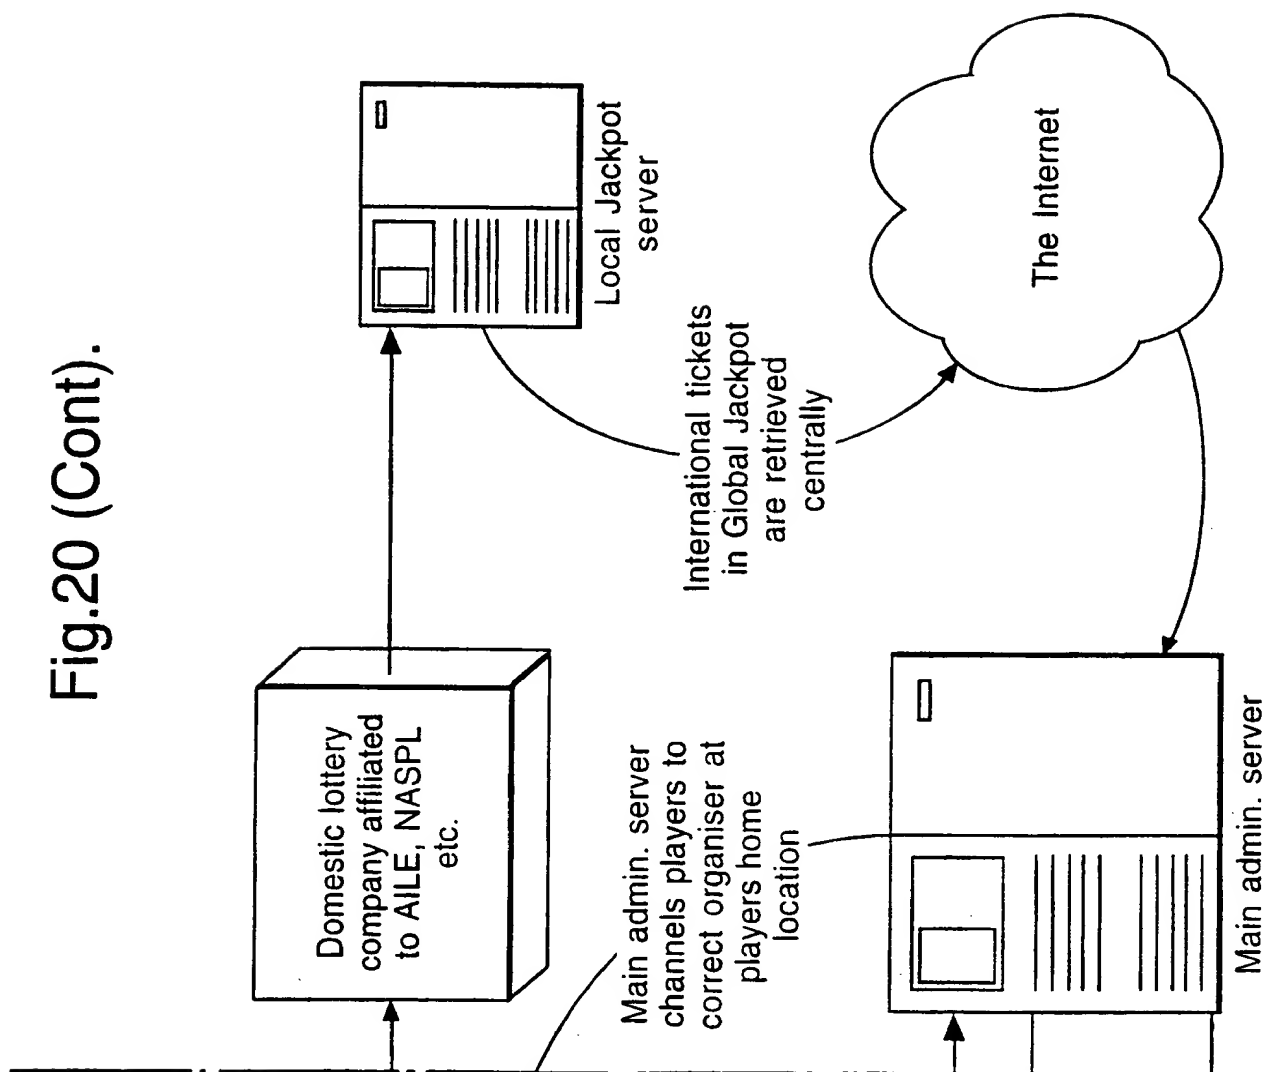 Fig.20 (Cont).
Domestic lottery
company affiliated
to AILE, NASPL
etc.
Local Jackpot
server
International tickets
in Global Jackpot
are retrieved
centrally
Main admin. server
channels players to
correct organiser at
players home
location
The Internet
Main admin. server